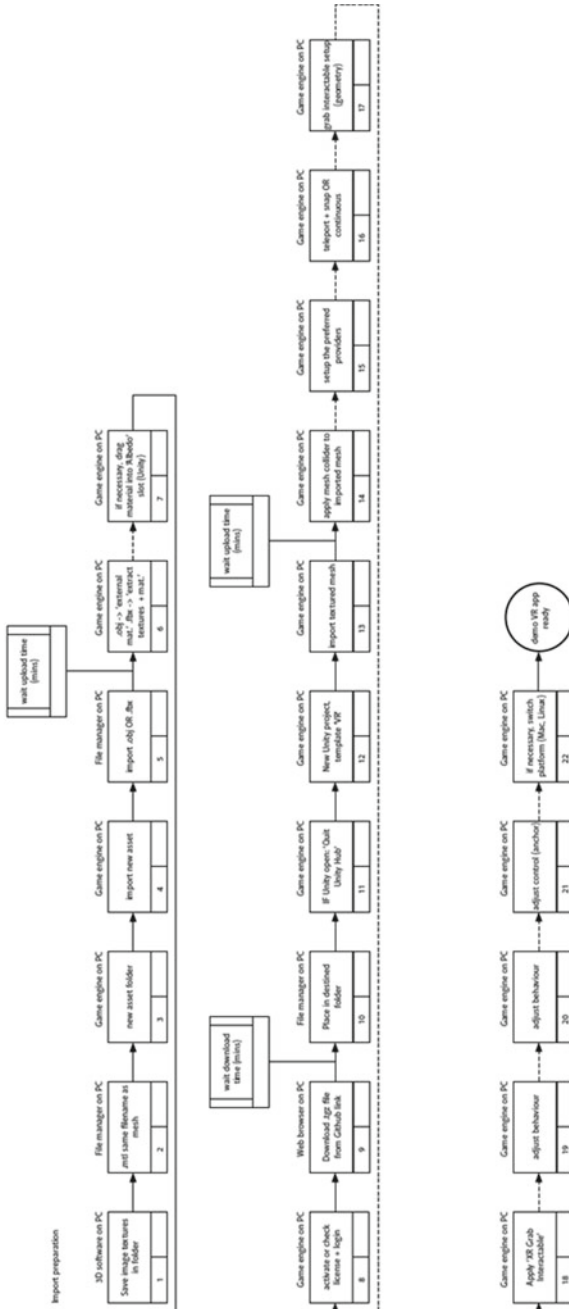 Import preparation
3D software on PC
Save image textures
in folder
1
File manager on PC
.mtl same filename as
mesh
2
Game engine on PC
new asset folder
3
Game engine on PC
import new asset
4
File manager on PC
import .obj OR .fbx
5
wait upload time
(mins)
Game engine on PC
.obj -> 'external
mat.' .fbx -> 'extract
textures + mat.'
6
Game engine on PC
if necessary, drag
material into 'Albedo'
slot (Unity)
7
Game engine on PC
activate or check
license + login
8
Web browser on PC
Download .tgz file
from Github link
9
wait download
time (mins)
File manager on PC
Place in destined
folder
10
Game engine on PC
IF Unity open: 'Quit
Unity Hub'
11
Game engine on PC
New Unity project,
template 'VR'
12
Game engine on PC
import textured mesh
13
wait upload time
(mins)
Game engine on PC
apply mesh collider to
imported mesh
14
Game engine on PC
setup the preferred
providers
15
Game engine on PC
teleport + snap OR
continuous
16
Game engine on PC
grab interactable setup
(geometry)
17
Game engine on PC
Apply 'XR Grab
Interactable'
18
Game engine on PC
adjust behaviour
19
Game engine on PC
adjust behaviour
20
Game engine on PC
adjust control (anchor)
21
Game engine on PC
if necessary, switch
platform (Mac, Linux)
22
demo VR app
ready